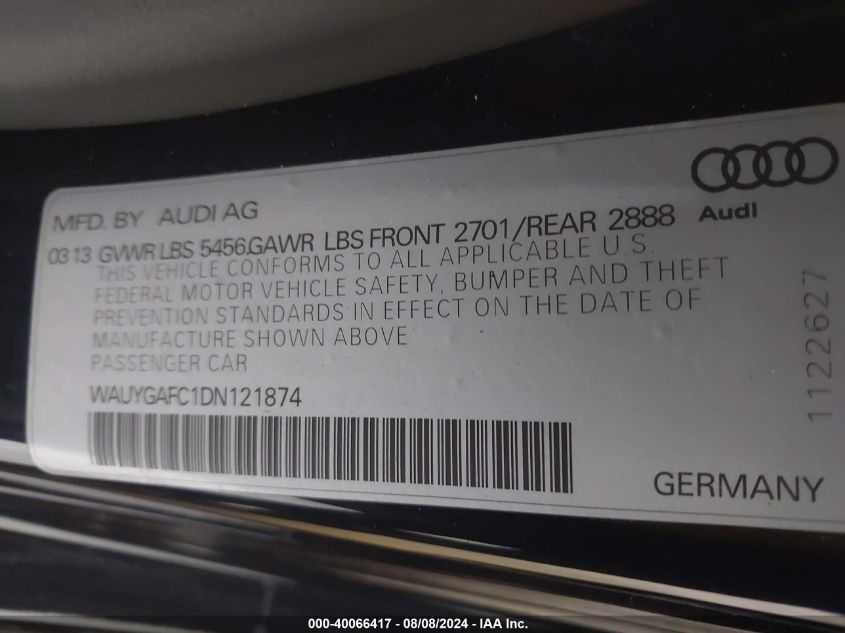 MFD. BY AUDI AG
Audi
03 13 GVWR LBS 5456.GAWR LBS FRONT 2701/REAR 2888
THIS VEHICLE CONFORMS TO ALL APPLICABLE U.S.
FEDERAL MOTOR VEHICLE SAFETY, BUMPER AND THEFT
PREVENTION STANDARDS IN EFFECT ON THE DATE OF
MANUFACTURE SHOWN ABOVE
PASSENGER CAR
WAUYGAFC1DN121874
1122627
GERMANY
000-40066417 - 08/08/2024 - IAA Inc.